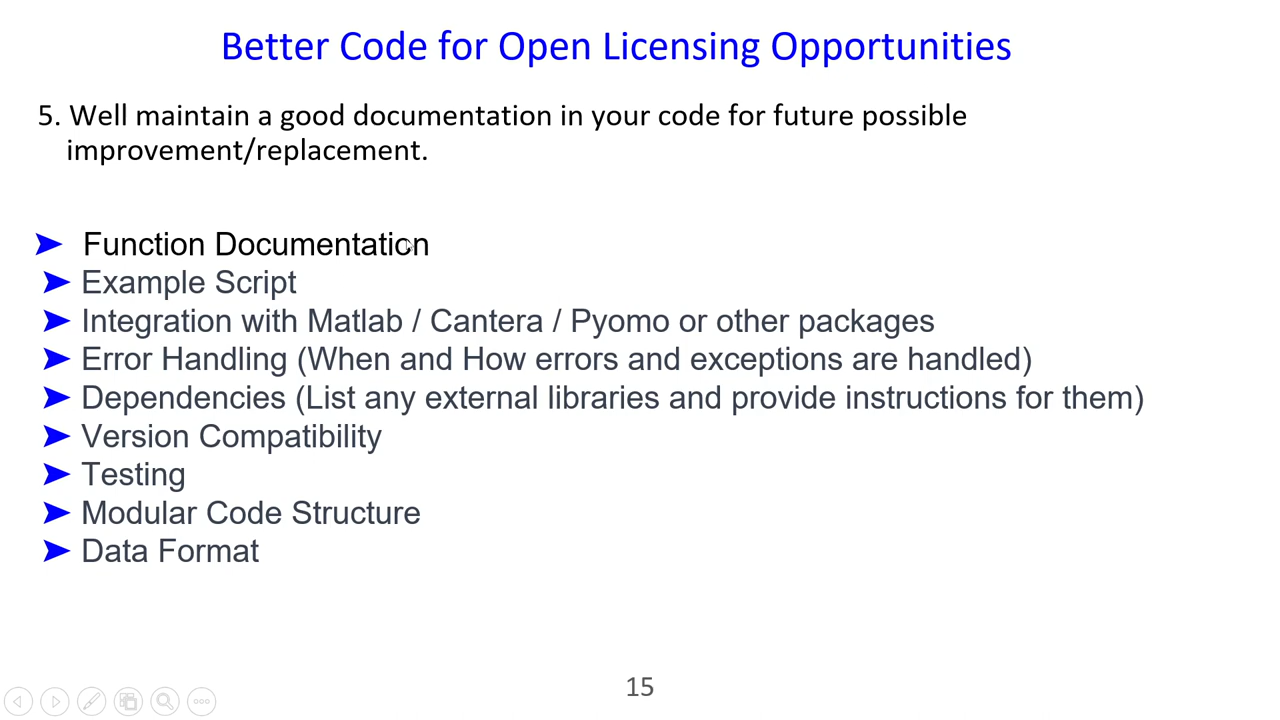 Better Code for Open Licensing Opportunities
5. Well maintain a good documentation in your code for future possible
improvement/replacement.
Function Documentation
Example Script
Integration with Matlab / Cantera / Pyomo or other packages
Error Handling (When and How errors and exceptions are handled)
Dependencies (List any external libraries and provide instructions for them)
Version Compatibility
Testing
Modular Code Structure
Data Format
15